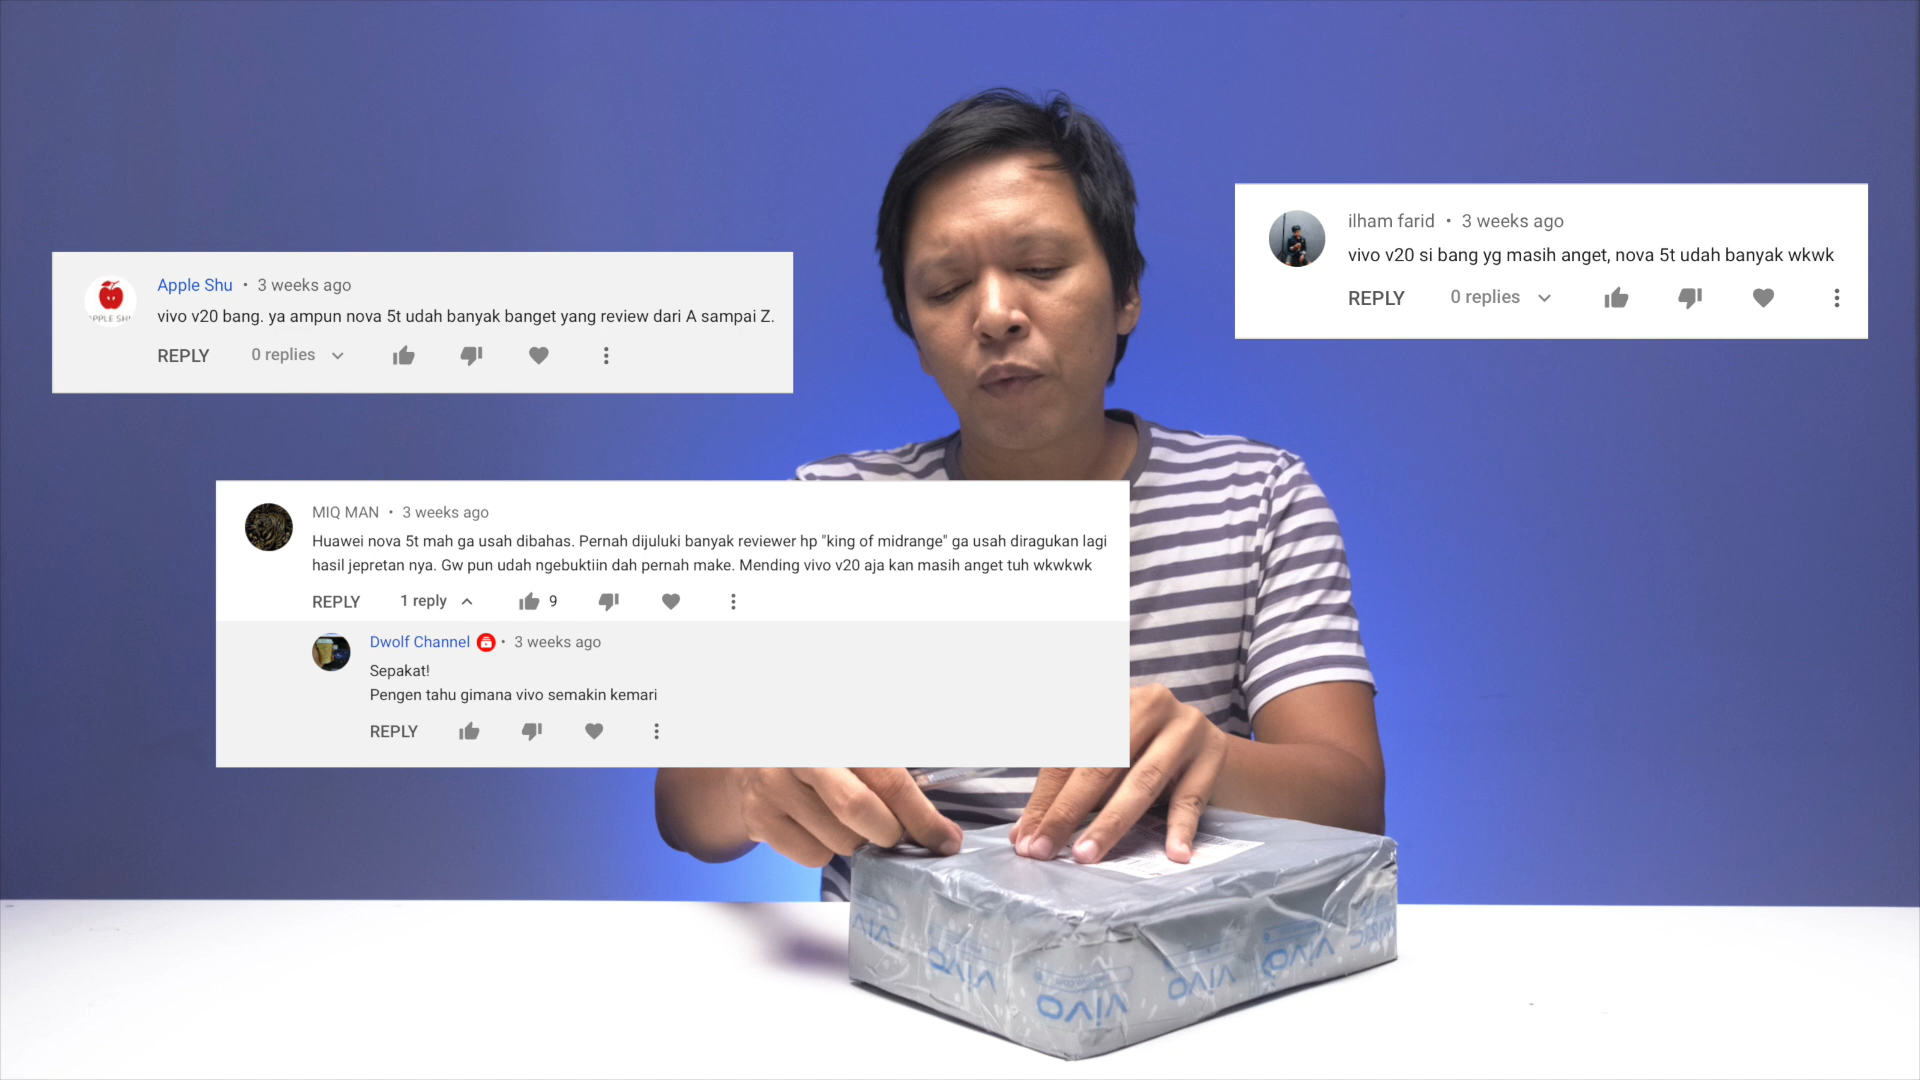 Apple Shu • 3 weeks ago
vivo v20 bang. ya ampun nova 5t udah banyak banget yang review dari A sampai Z.
REPLY 0 replies
ilham farid • 3 weeks ago
vivo v20 si bang yg masih anget, nova 5t udah banyak wkwk
REPLY 0 replies
MIQ MAN • 3 weeks ago
Huawei nova 5t mah ga usah dibahas. Pernah dijuluki banyak reviewer hp "king of midrange" ga usah diragukan lagi
hasil jepretan nya. Gw pun udah ngebuktiin dah pernah make. Mending vivo v20 aja kan masih anget tuh wkwkwk
REPLY 1 reply 9
Dwolf Channel • 3 weeks ago
Sepakat!
Pengen tahu gimana vivo semakin kemari
REPLY
vivo
vivo
vivo
vivo
vivo